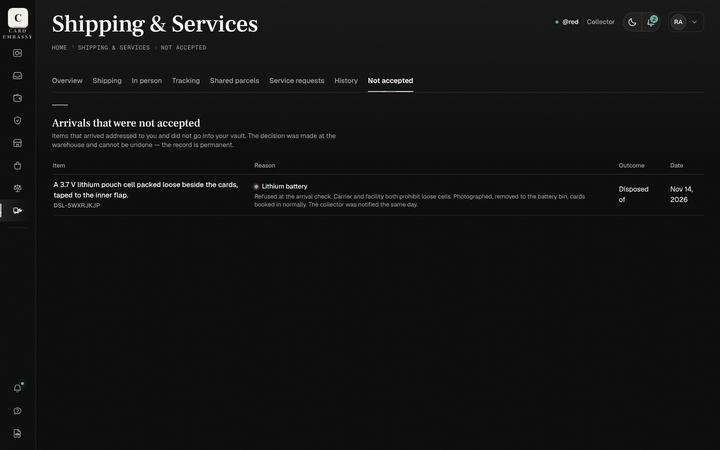 C
CARD
EMBASSY
Shipping & Services
@red
Collector
2
RA
HOME › SHIPPING & SERVICES › NOT ACCEPTED
Overview
Shipping
In person
Tracking
Shared parcels
Service requests
History
Not accepted
Arrivals that were not accepted
Items that arrived addressed to you and did not go into your vault. The decision was made at the
warehouse and cannot be undone — the record is permanent.
Item
Reason
Outcome
Date
A 3.7 V lithium pouch cell packed loose beside the cards,
taped to the inner flap.
DSL-5WXRJKJP
Lithium battery
Refused at the arrival check. Carrier and facility both prohibit loose cells. Photographed, removed to the battery bin, cards
booked in normally. The collector was notified the same day.
Disposed
of
Nov 14,
2026